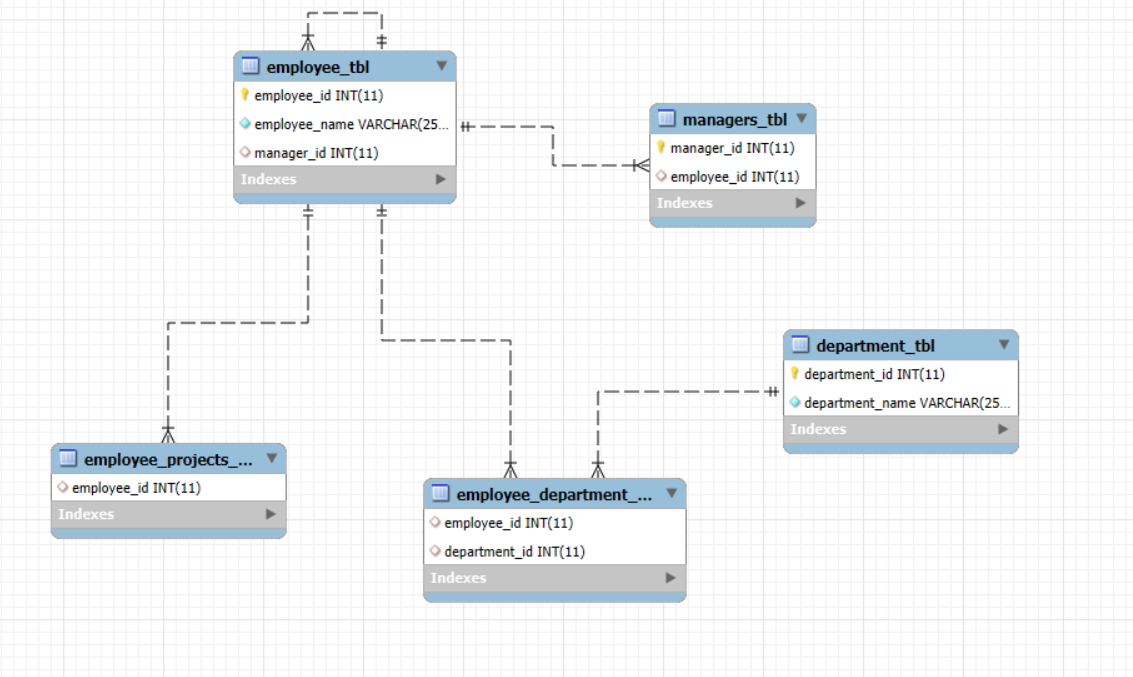 employee_tbl
employee_id INT(11)
employee_name VARCHAR(25...
manager_id INT(11)
Indexes
managers_tbl
manager_id INT(11)
employee_id INT(11)
Indexes
department_tbl
department_id INT(11)
department_name VARCHAR(25...
Indexes
employee_projects_...
employee_id INT(11)
Indexes
employee_department_...
employee_id INT(11)
department_id INT(11)
Indexes